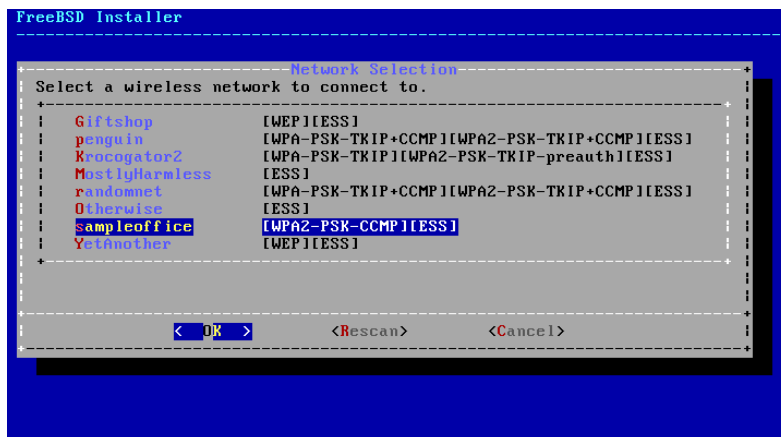 FreeBSD Installer
Network Selection
Select a wireless network to connect to.
Giftshop [WEP][ESS]
penguin [WPA-PSK-TKIP+CCMP][WPA2-PSK-TKIP+CCMP][ESS]
Krocogator2 [WPA-PSK-TKIP][WPA2-PSK-TKIP-preauth][ESS]
MostlyHarmless [ESS]
randomnet [WPA-PSK-TKIP+CCMP][WPA2-PSK-TKIP+CCMP][ESS]
Otherwise [ESS]
sampleoffice [WPA2-PSK-CCMP][ESS]
YetAnother [WEP][ESS]
< OK > <Rescan> <Cancel>